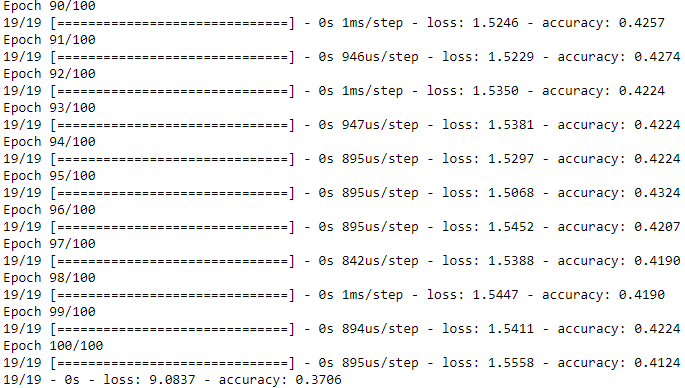 Epoch 90/100
19/19 [==============================] - 0s 1ms/step - loss: 1.5246 - accuracy: 0.4257
Epoch 91/100
19/19 [==============================] - 0s 946us/step - loss: 1.5229 - accuracy: 0.4274
Epoch 92/100
19/19 [==============================] - 0s 1ms/step - loss: 1.5350 - accuracy: 0.4224
Epoch 93/100
19/19 [==============================] - 0s 947us/step - loss: 1.5381 - accuracy: 0.4224
Epoch 94/100
19/19 [==============================] - 0s 895us/step - loss: 1.5297 - accuracy: 0.4224
Epoch 95/100
19/19 [==============================] - 0s 895us/step - loss: 1.5068 - accuracy: 0.4324
Epoch 96/100
19/19 [==============================] - 0s 895us/step - loss: 1.5452 - accuracy: 0.4207
Epoch 97/100
19/19 [==============================] - 0s 842us/step - loss: 1.5388 - accuracy: 0.4190
Epoch 98/100
19/19 [==============================] - 0s 1ms/step - loss: 1.5447 - accuracy: 0.4190
Epoch 99/100
19/19 [==============================] - 0s 894us/step - loss: 1.5411 - accuracy: 0.4224
Epoch 100/100
19/19 [==============================] - 0s 895us/step - loss: 1.5558 - accuracy: 0.4124
19/19 - 0s - loss: 9.0837 - accuracy: 0.3706